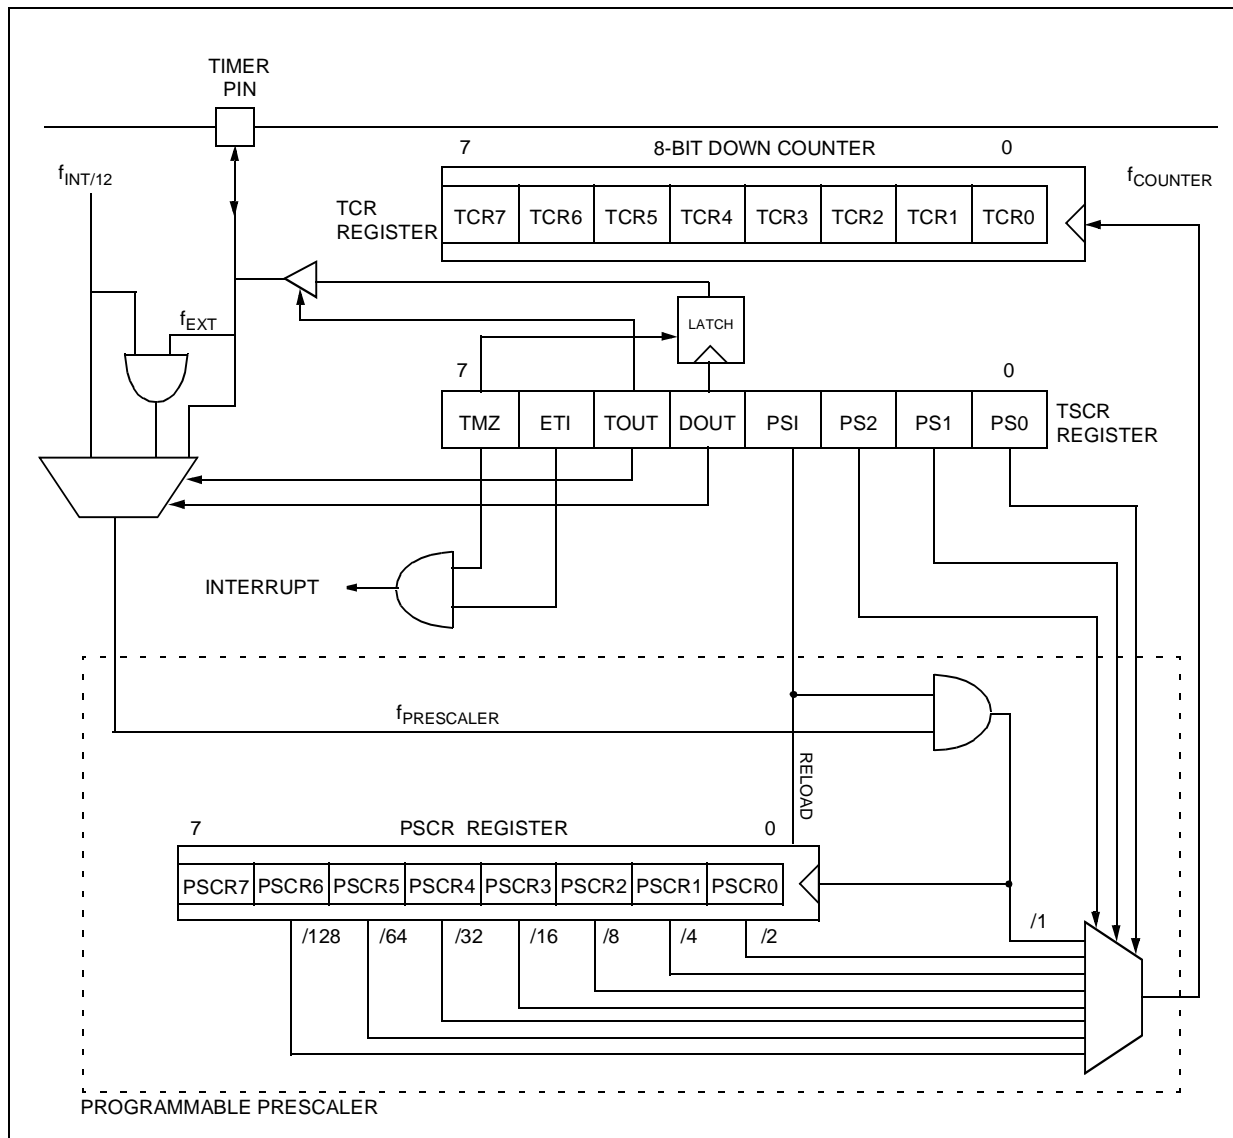 TIMER
PIN
7 8-BIT DOWN COUNTER 0
fINT/12
fCOUNTER
TCR
REGISTER
TCR7 TCR6 TCR5 TCR4 TCR3 TCR2 TCR1 TCR0
fEXT
LATCH
7 0
TMZ ETI TOUT DOUT PSI PS2 PS1 PS0
TSCR
REGISTER
INTERRUPT
fPRESCALER
RELOAD
7 PSCR REGISTER 0
PSCR7 PSCR6 PSCR5 PSCR4 PSCR3 PSCR2 PSCR1 PSCR0
/128 /64 /32 /16 /8 /4 /2 /1
PROGRAMMABLE PRESCALER